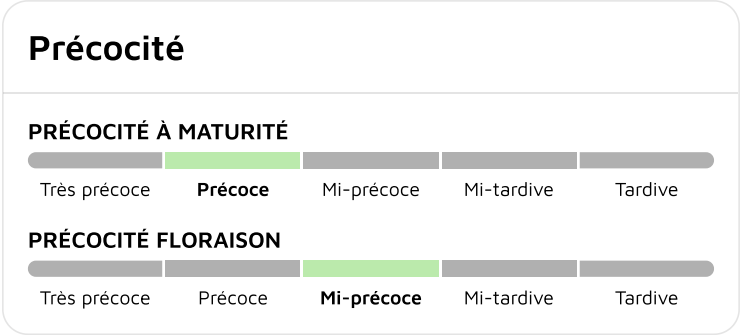 Précocité
PRÉCOCITÉ À MATURITÉ
Très précoce Précoce Mi-précoce Mi-tardive Tardive
PRÉCOCITÉ FLORAISON
Très précoce Précoce Mi-précoce Mi-tardive Tardive